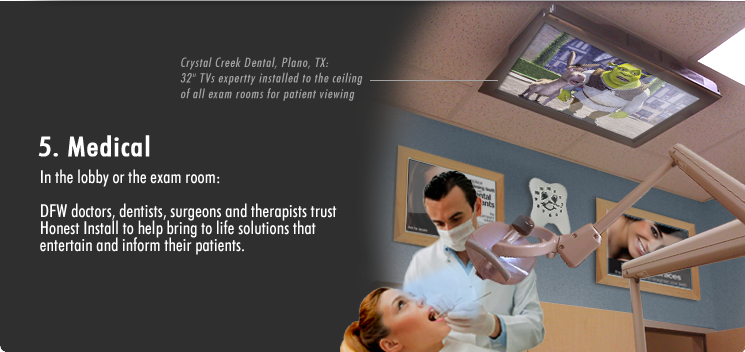 Crystal Creek Dental, Plano, TX:
32" TVs expertty installed to the ceiling
of all exam rooms for patient viewing
5. Medical
In the lobby or the exam room:
DFW doctors, dentists, surgeons and therapists trust
Honest Install to help bring to life solutions that
entertain and inform their patients.